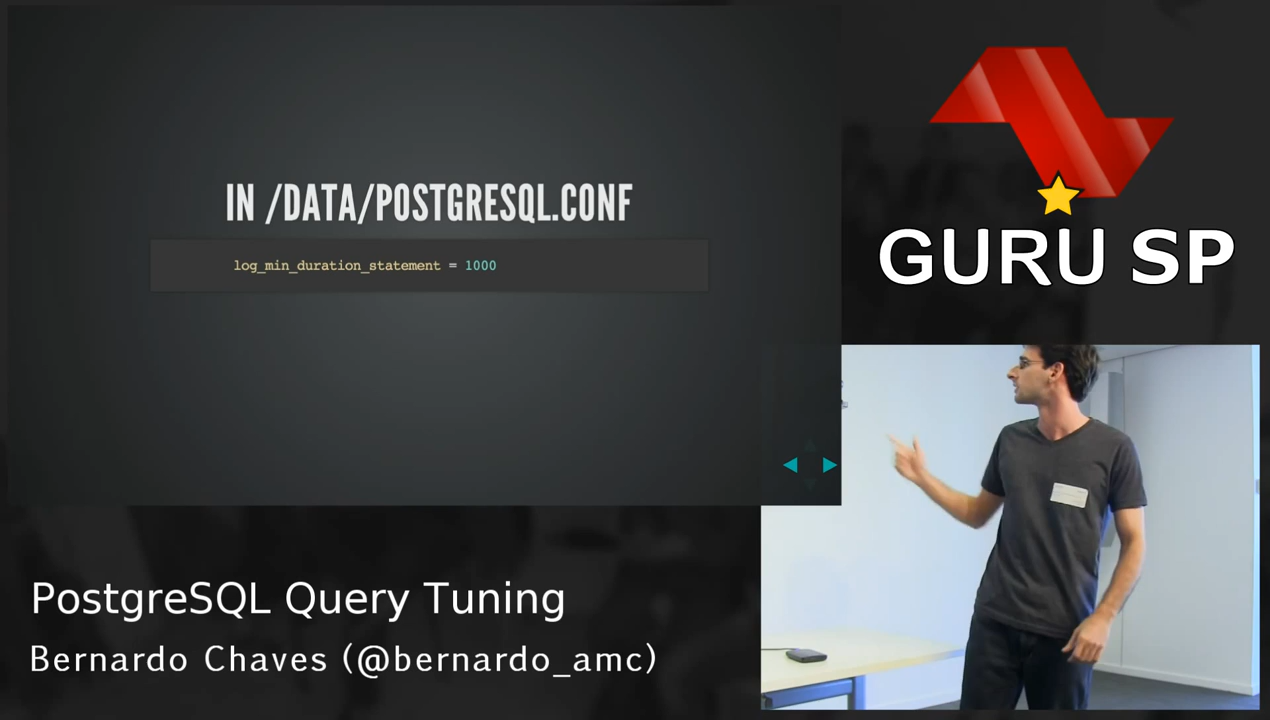 IN /DATA/POSTGRESQL.CONF
log_min_duration_statement = 1000
GURU SP
PostgreSQL Query Tuning
Bernardo Chaves (@bernardo_amc)